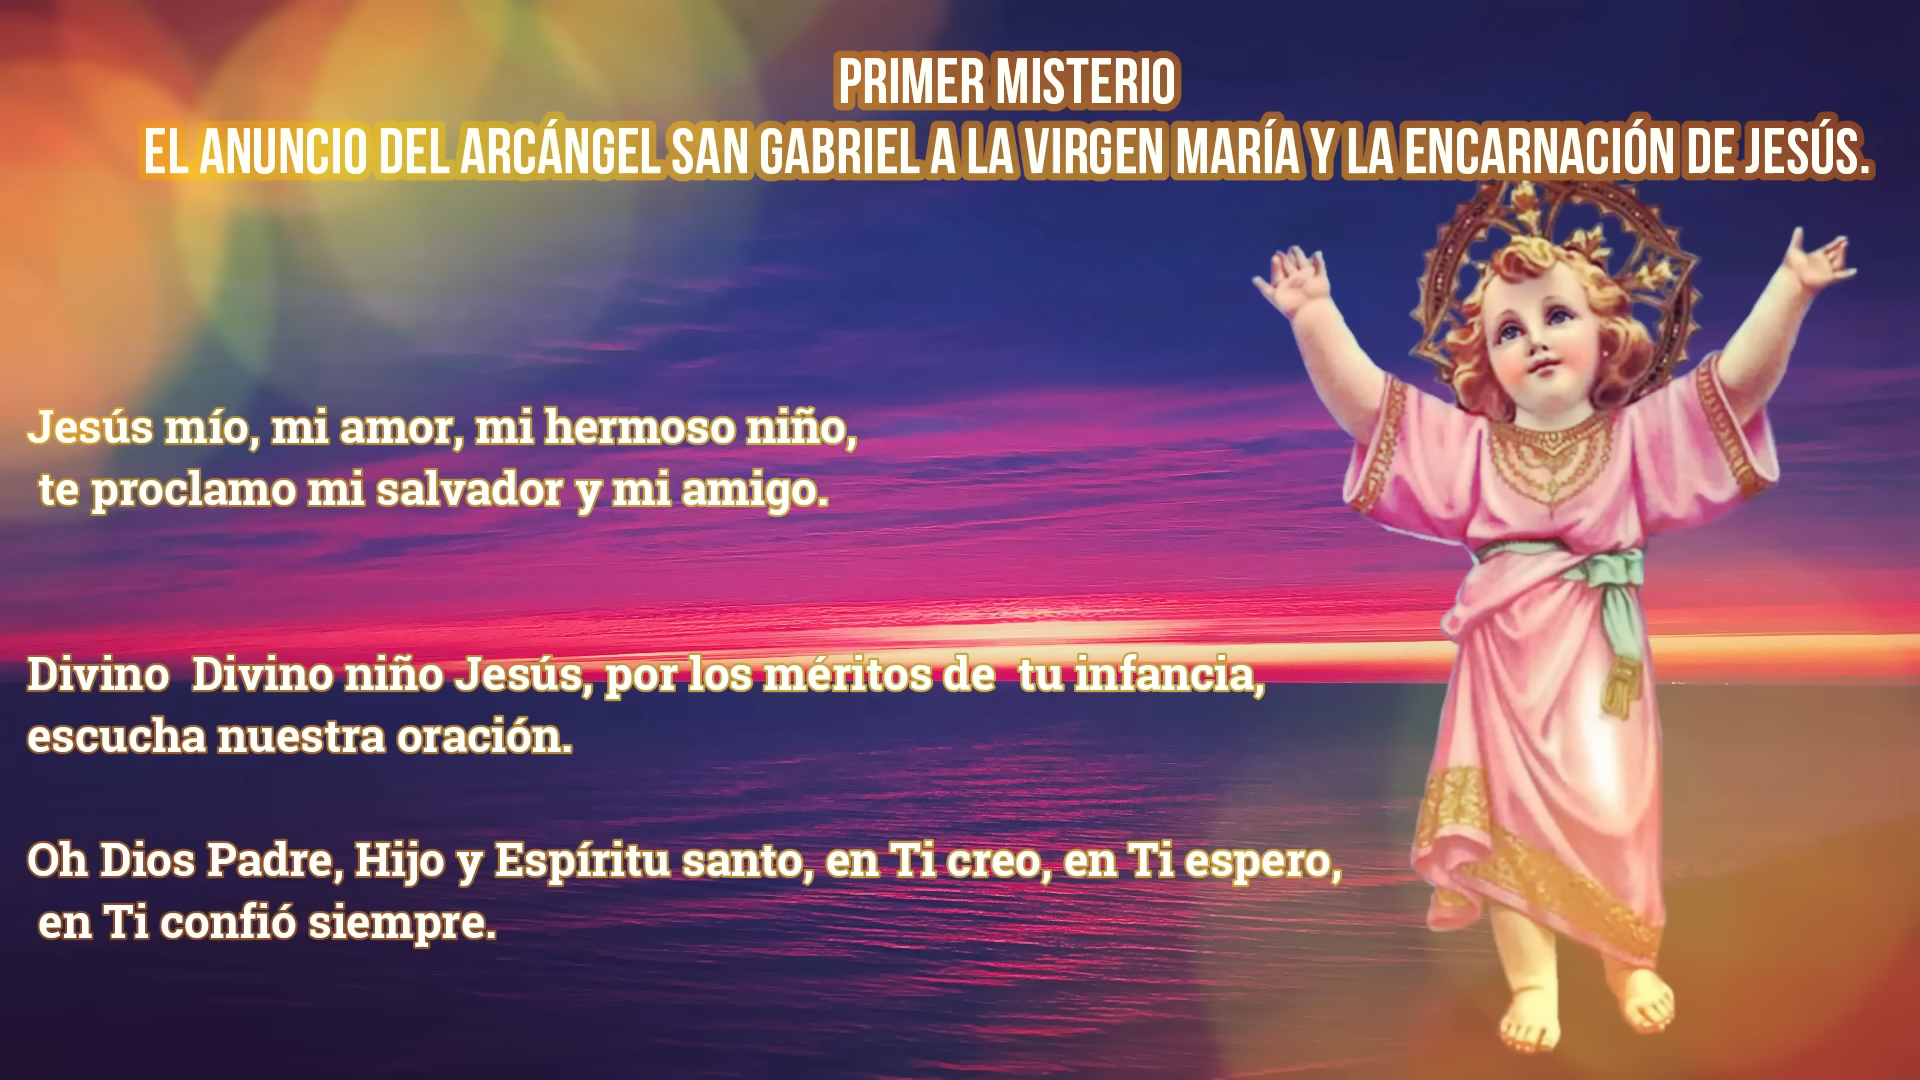 PRIMER MISTERIO
EL ANUNCIO DEL ARCÁNGEL SAN GABRIEL A LA VIRGEN MARÍA Y LA ENCARNACIÓN DE JESÚS.
Jesús mío, mi amor, mi hermoso niño,
te proclamo mi salvador y mi amigo.
Divino Divino niño Jesús, por los méritos de tu infancia,
escucha nuestra oración.
Oh Dios Padre, Hijo y Espíritu santo, en Ti creo, en Ti espero,
en Ti confió siempre.